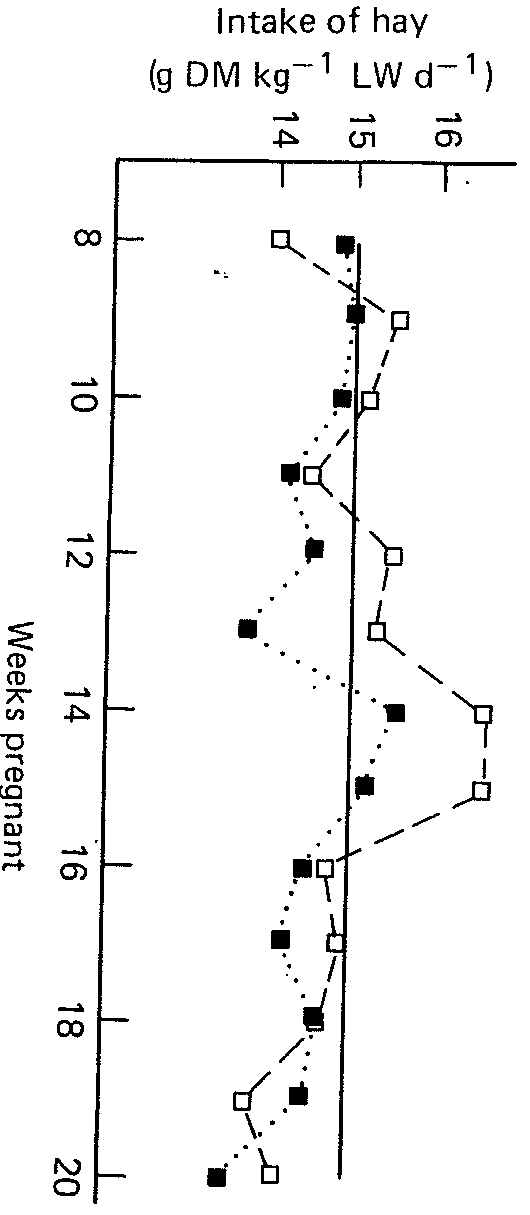 Intake of hay
(g DM kg⁻¹ LW d⁻¹)
14 15 16
8
10
12
14
16
18
20
Weeks pregnant